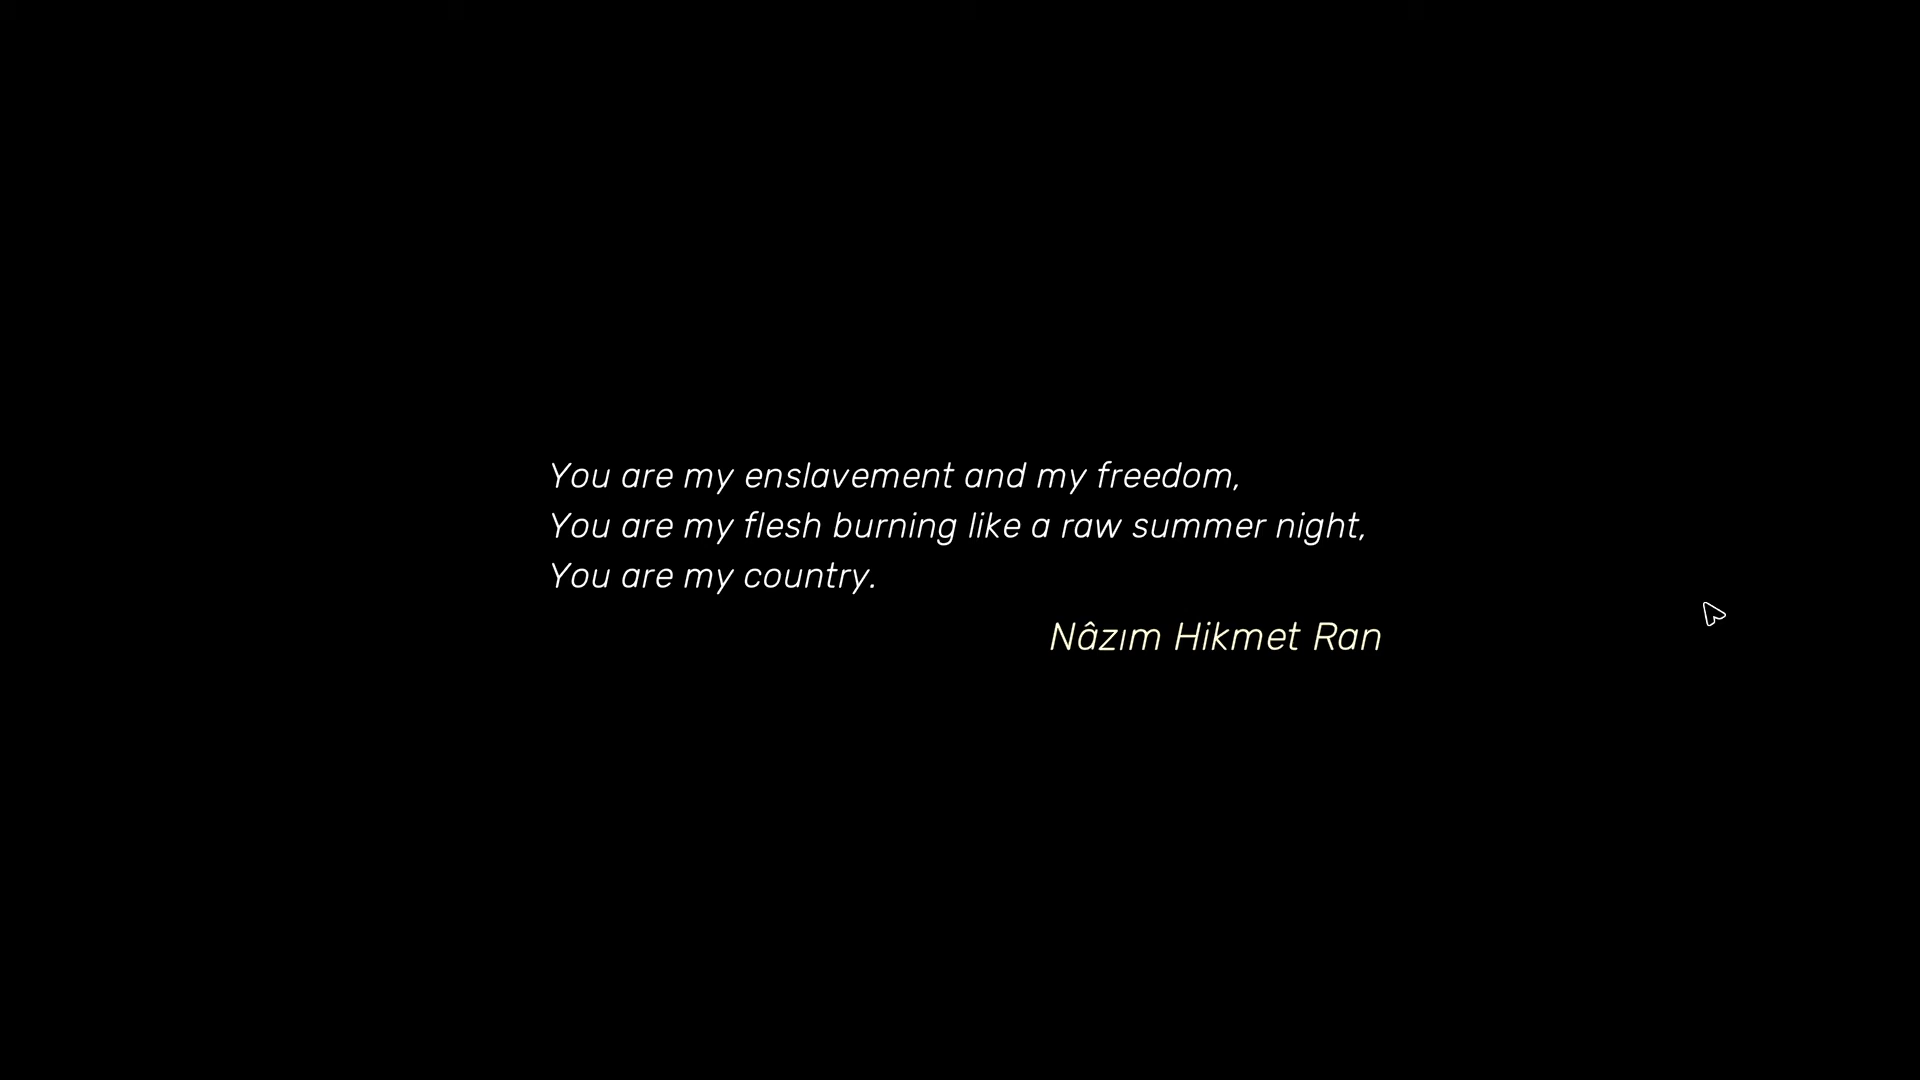 You are my enslavement and my freedom,
You are my flesh burning like a raw summer night,
You are my country.
Nâzım Hikmet Ran